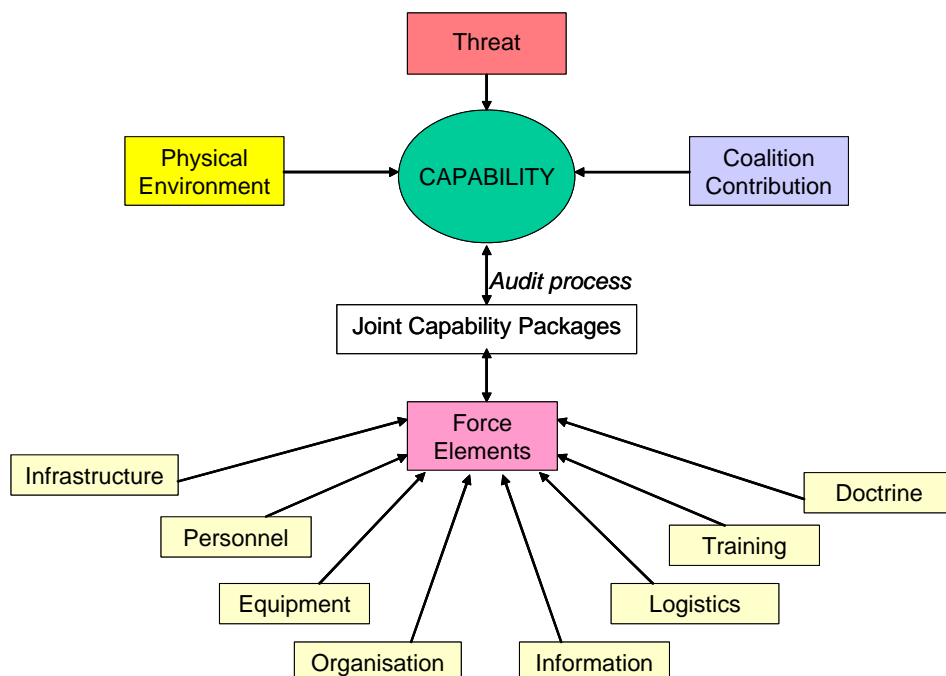 Threat
Physical
Environment
CAPABILITY
Coalition
Contribution
Audit process
Joint Capability Packages
Force
Elements
Infrastructure
Doctrine
Personnel
Training
Equipment
Logistics
Organisation
Information